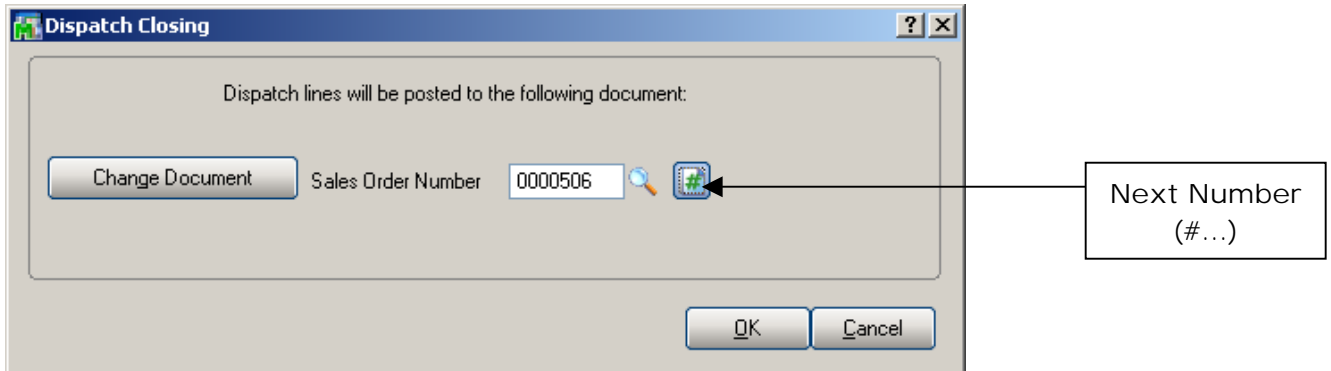 Dispatch Closing
Dispatch lines will be posted to the following document:
Change Document Sales Order Number 0000506 #
Next Number
(#...)
OK Cancel